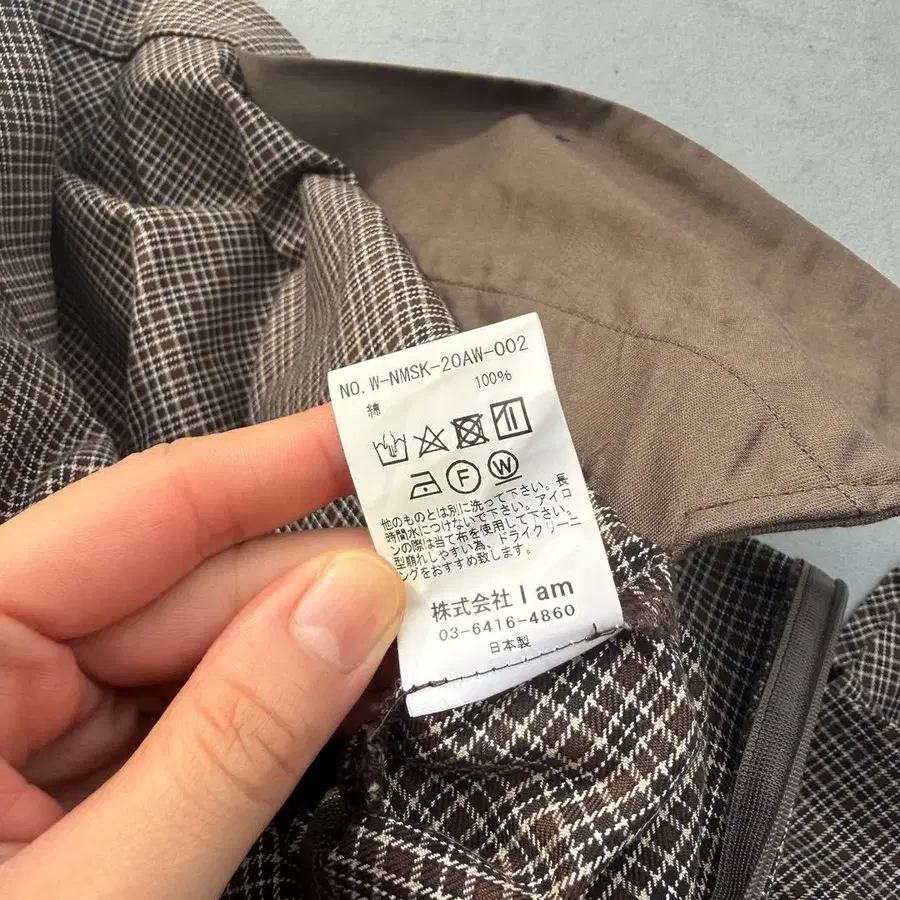 NO. W-NMSK-20AW-002
綿 100%
F W
他のものとは別に洗って下さい。長
時間水につけないで下さい。アイロ
ンの際は当て布を使用して下さい。
型崩れしやすい為、ドライクリーニ
ングをおすすめ致します。
株式会社 I am
03-6416-4860
日本製